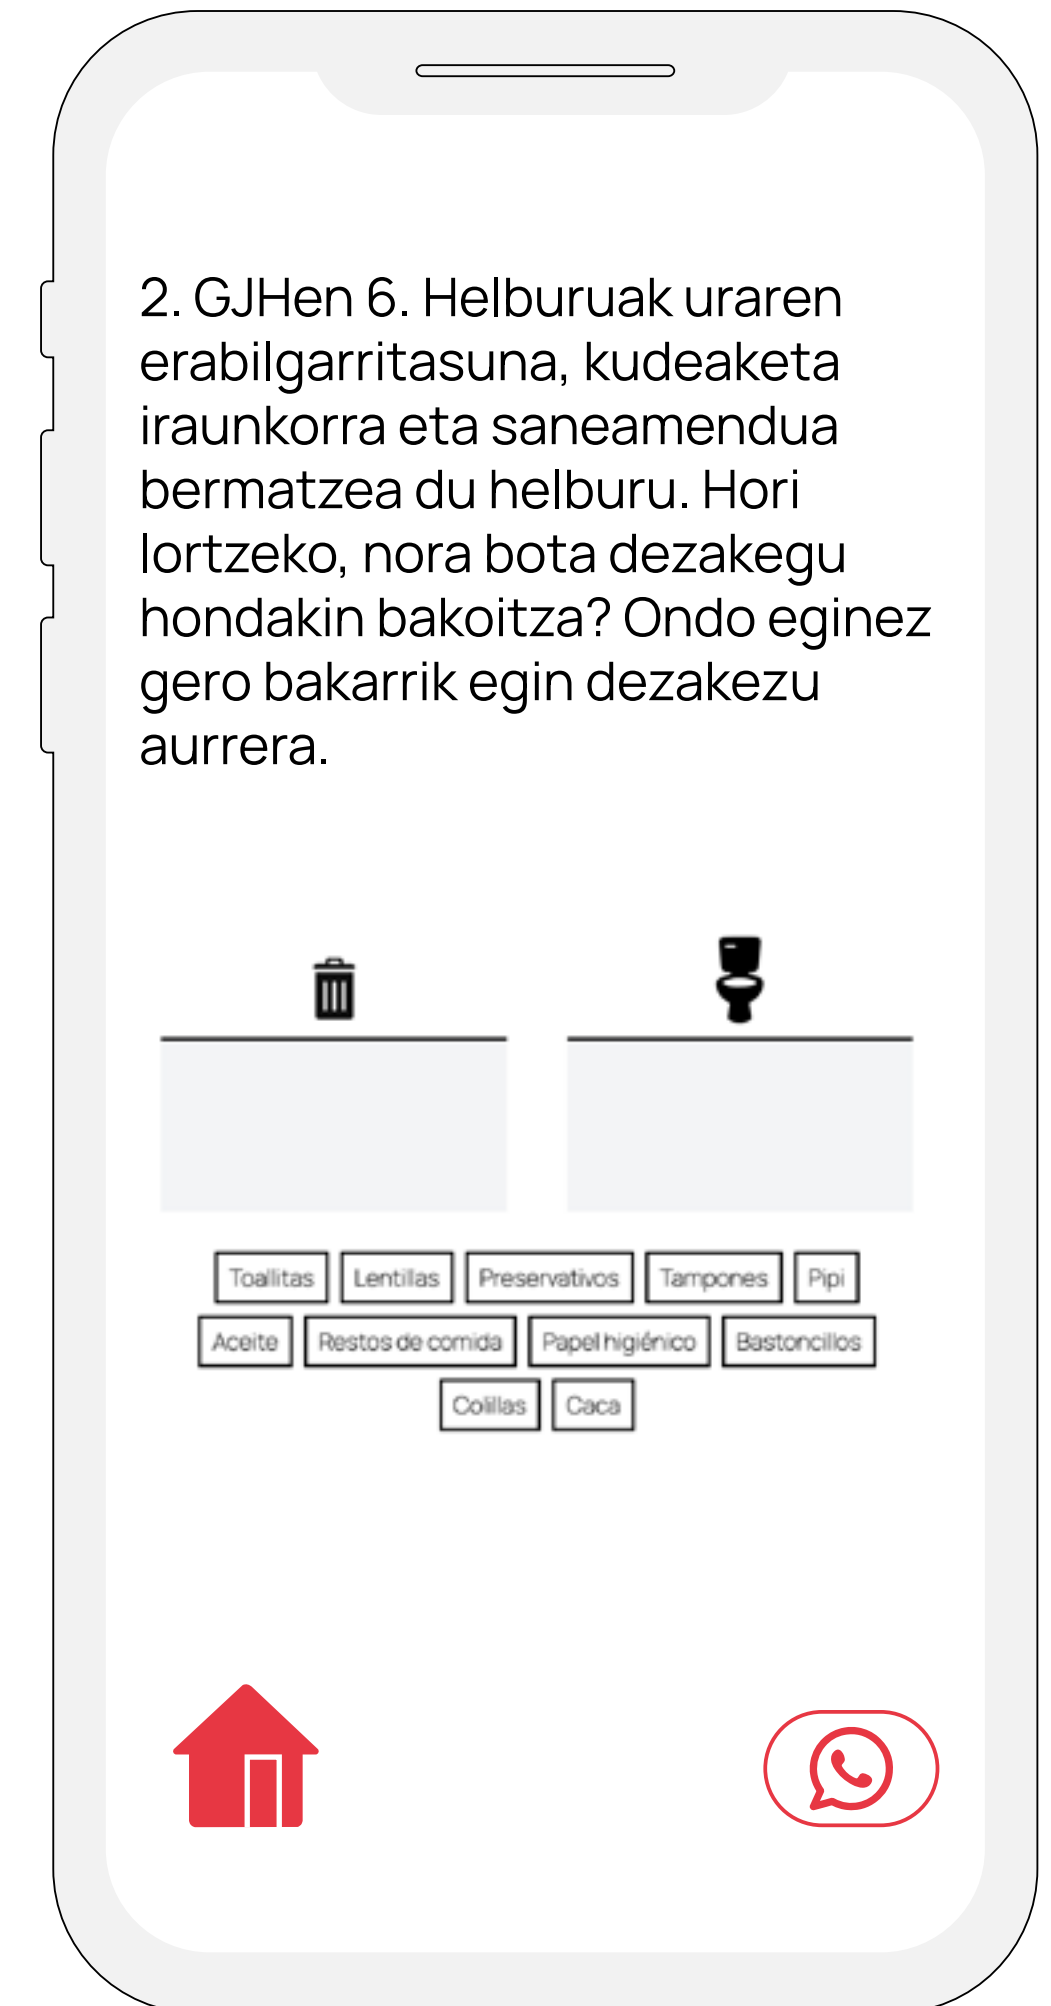 2. GJHen 6. Helburuak uraren
erabilgarritasuna, kudeaketa
iraunkorra eta saneamendua
bermatzea du helburu. Hori
lortzeko, nora bota dezakegu
hondakin bakoitza? Ondo eginez
gero bakarrik egin dezakezu
aurrera.
Toallitas Lentillas Preservativos Tampones Pipi
Aceite Restos de comida Papel higiénico Bastoncillos
Colillas Caca